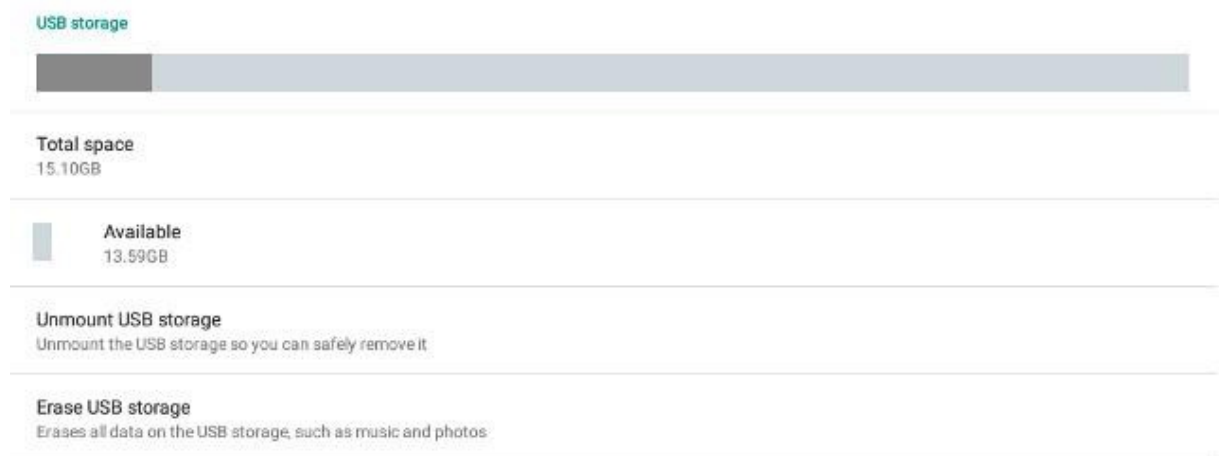 USB storage
Total space
15.10GB
Available
13.59GB
Unmount USB storage
Unmount the USB storage so you can safely remove it
Erase USB storage
Erases all data on the USB storage, such as music and photos